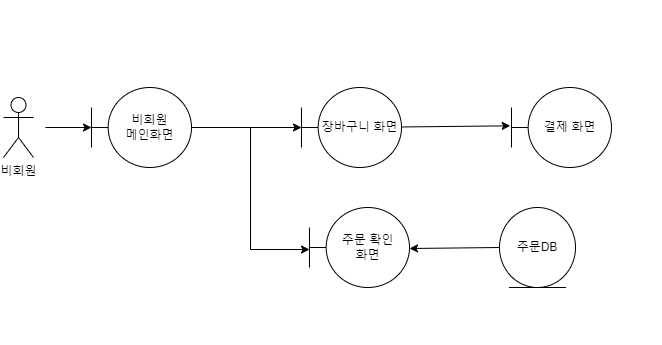 비회원
비회원
메인화면
장바구니 화면
결제 화면
주문 확인
화면
주문DB